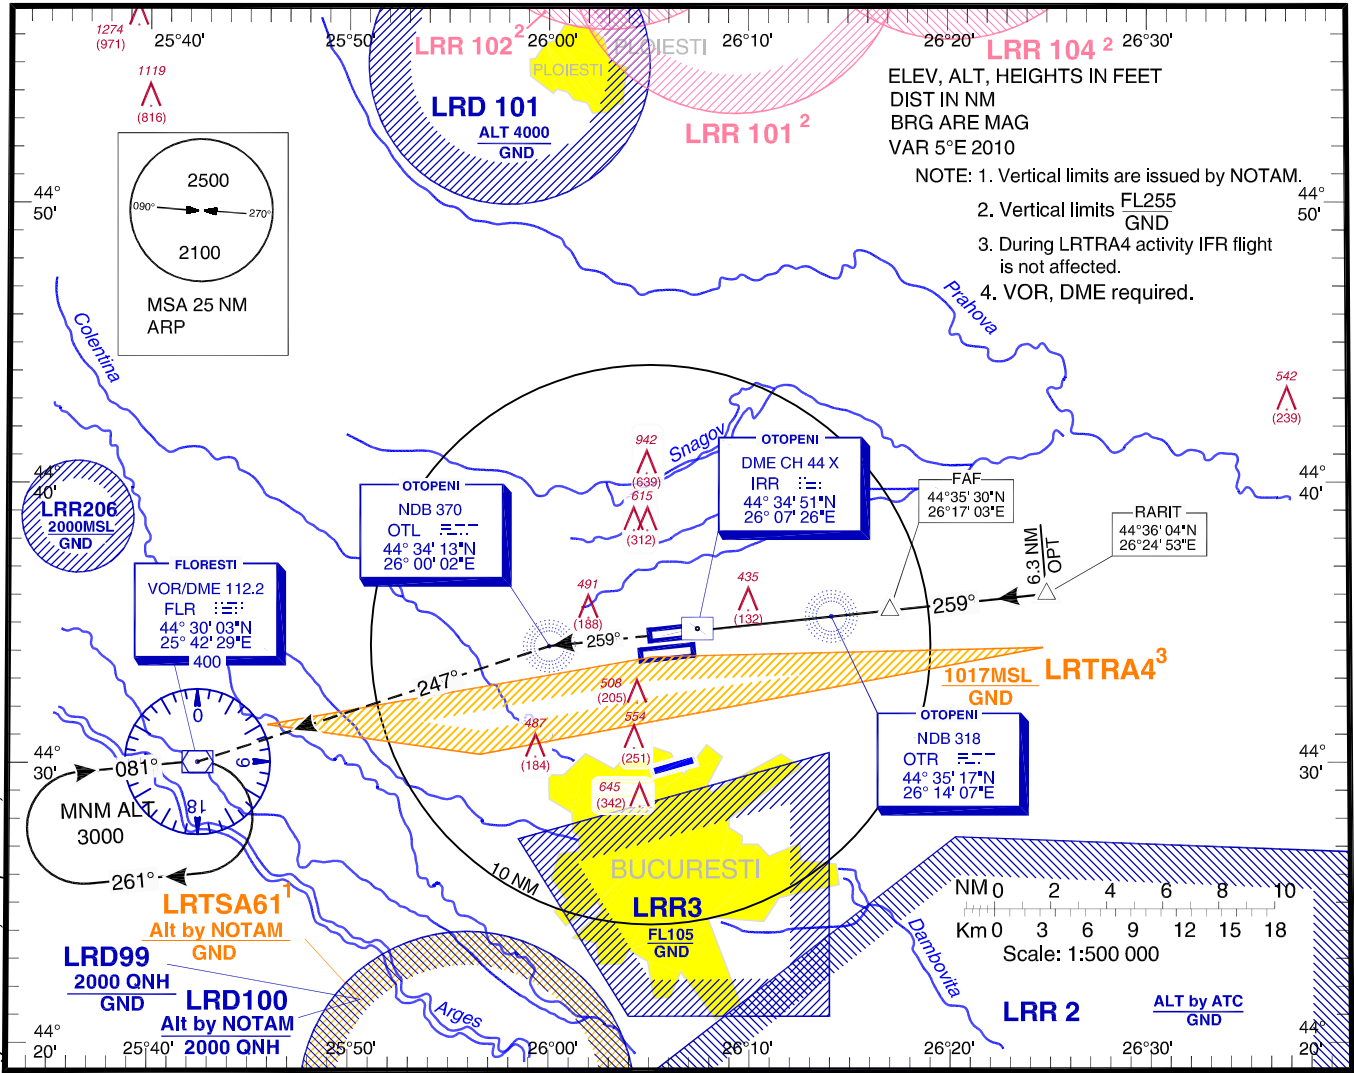 1274
(971)
25°40'
25°50'
LRR 102²
26°00'
PLOIESTI
PLOIESTI
26°10'
26°20'
LRR 104 ²
26°30'
1119
(816)
LRD 101
ALT 4000
GND
LRR 101 ²
ELEV, ALT, HEIGHTS IN FEET
DIST IN NM
BRG ARE MAG
VAR 5°E 2010
NOTE: 1. Vertical limits are issued by NOTAM.
2. Vertical limits FL255
GND
3. During LRTRA4 activity IFR flight
is not affected.
4. VOR, DME required.
44°
50'
44°
50'
2500
090°
270°
2100
MSA 25 NM
ARP
Colentina
Prahova
542
(239)
942
(639)
Snagov
615
(312)
OTOPENI
DME CH 44 X
IRR
44° 34' 51"N
26° 07' 26"E
44°
40'
44°
40'
FAF
44°35' 30"N
26°17' 03"E
RARIT
44°36' 04"N
26°24' 53"E
6.3 NM
OPT
LRR206
2000MSL
GND
OTOPENI
NDB 370
OTL
44° 34' 13"N
26° 00' 02"E
FLORESTI
VOR/DME 112.2
FLR
44° 30' 03"N
25° 42' 29"E
400
491
(188)
435
(132)
259°
259°
247°
LRTRA4³
1017MSL
GND
508
(205)
487
(184)
554
(251)
645
(342)
OTOPENI
NDB 318
OTR
44° 35' 17"N
26° 14' 07"E
44°
30'
44°
30'
0
9
18
081°
MNM ALT
3000
261°
10 NM
BUCURESTI
LRR3
FL105
GND
NM 0 2 4 6 8 10
Km 0 3 6 9 12 15 18
Scale: 1:500 000
Dambovita
LRTSA61¹
Alt by NOTAM
GND
LRD99
2000 QNH
GND
LRD100
Alt by NOTAM
2000 QNH
Arges
LRR 2
ALT by ATC
GND
44°
20'
44°
20'
25°40'
25°50'
26°00'
26°10'
26°20'
26°30'